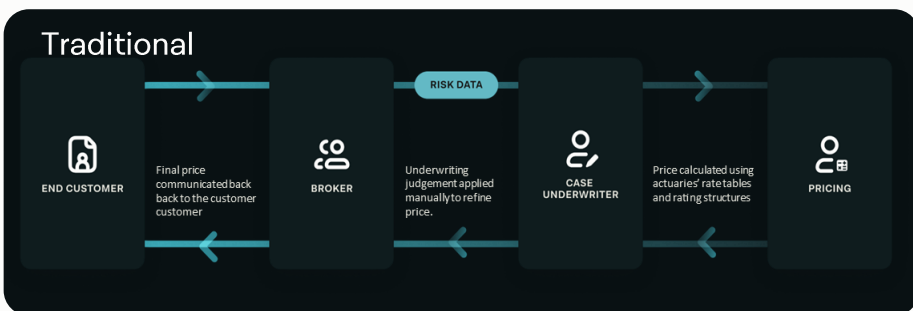 Traditional
RISK DATA
END CUSTOMER
Final price
communicated back
back to the customer
customer
BROKER
Underwriting
judgement applied
manually to refine
price.
CASE
UNDERWRITER
Price calculated using
actuaries' rate tables
and rating structures
PRICING